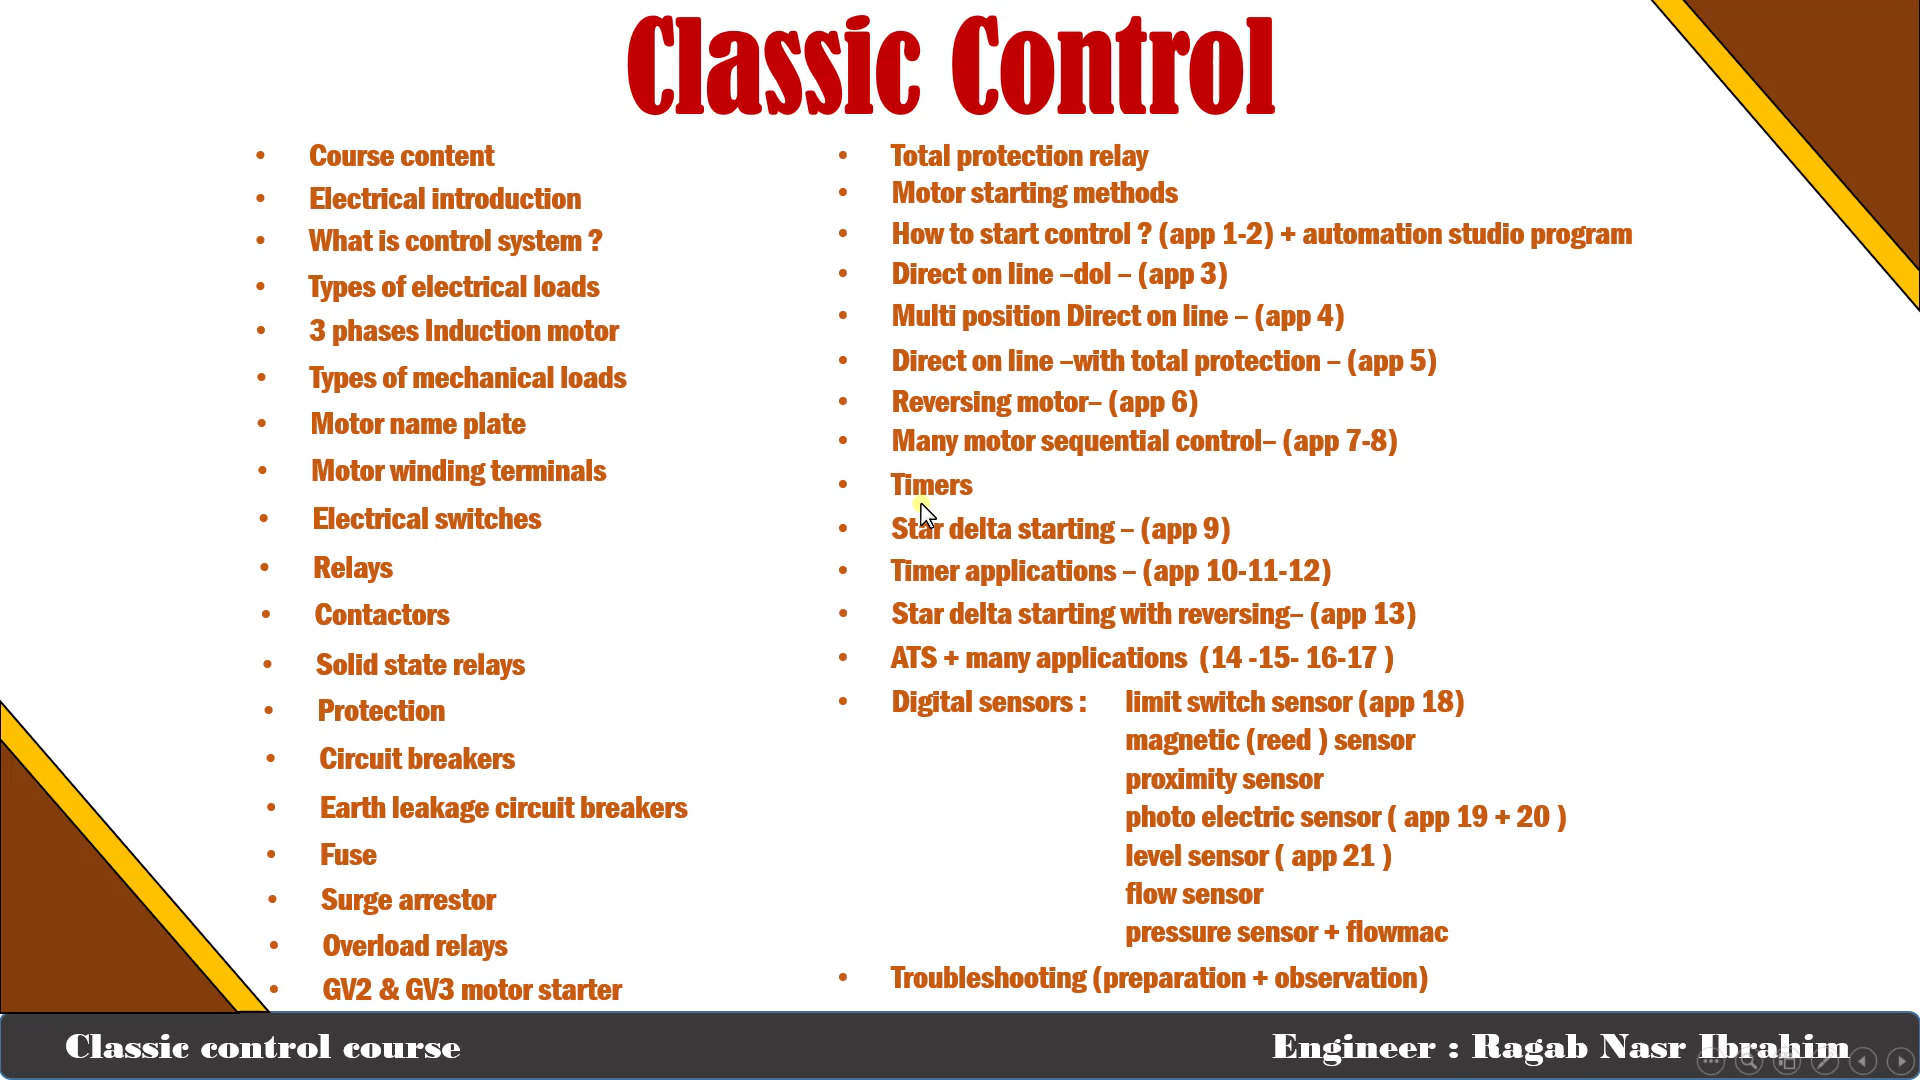 Classic Control
Course content
Electrical introduction
What is control system ?
Types of electrical loads
3 phases Induction motor
Types of mechanical loads
Motor name plate
Motor winding terminals
Electrical switches
Relays
Contactors
Solid state relays
Protection
Circuit breakers
Earth leakage circuit breakers
Fuse
Surge arrestor
Overload relays
GV2 & GV3 motor starter
Total protection relay
Motor starting methods
How to start control ? (app 1-2) + automation studio program
Direct on line –dol – (app 3)
Multi position Direct on line – (app 4)
Direct on line –with total protection – (app 5)
Reversing motor– (app 6)
Many motor sequential control– (app 7-8)
Timers
Star delta starting – (app 9)
Timer applications – (app 10-11-12)
Star delta starting with reversing– (app 13)
ATS + many applications (14 -15- 16-17 )
Digital sensors : limit switch sensor (app 18)
magnetic (reed ) sensor
proximity sensor
photo electric sensor ( app 19 + 20 )
level sensor ( app 21 )
flow sensor
pressure sensor + flowmac
Troubleshooting (preparation + observation)
Classic control course
Engineer : Ragab Nasr Ibrahim